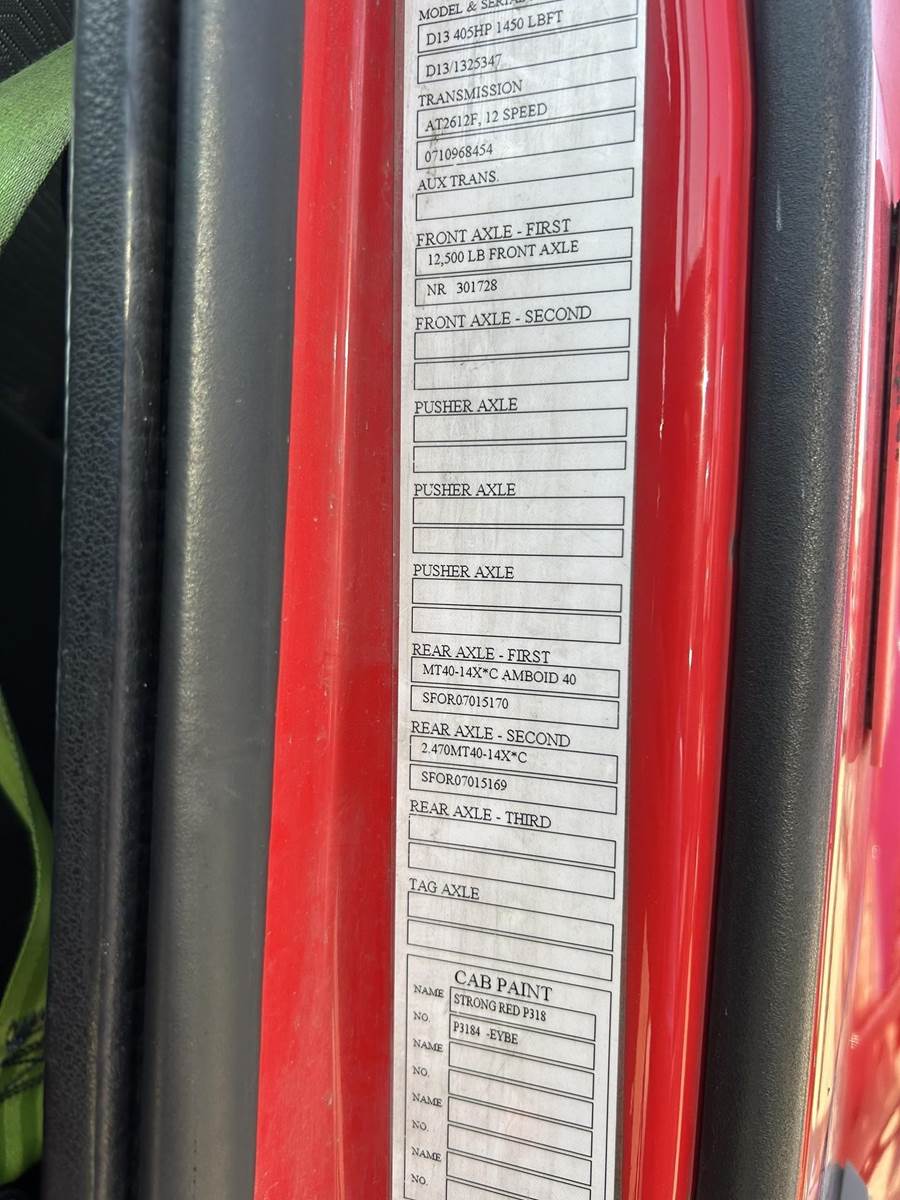 MODEL & SERIAL
D13 405HP 1450 LBFT
D13/1325347
TRANSMISSION
AT2612F, 12 SPEED
0710968454
AUX TRANS.
FRONT AXLE - FIRST
12,500 LB FRONT AXLE
NR 301728
FRONT AXLE - SECOND
PUSHER AXLE
PUSHER AXLE
PUSHER AXLE
REAR AXLE - FIRST
MT40-14X*C AMBOID 40
SFOR07015170
REAR AXLE - SECOND
2.470MT40-14X*C
SFOR07015169
REAR AXLE - THIRD
TAG AXLE
CAB PAINT
NAME STRONG RED P318
NO. P3184 -EYBE
NAME
NO.
NAME
NO.
NAME
NO.